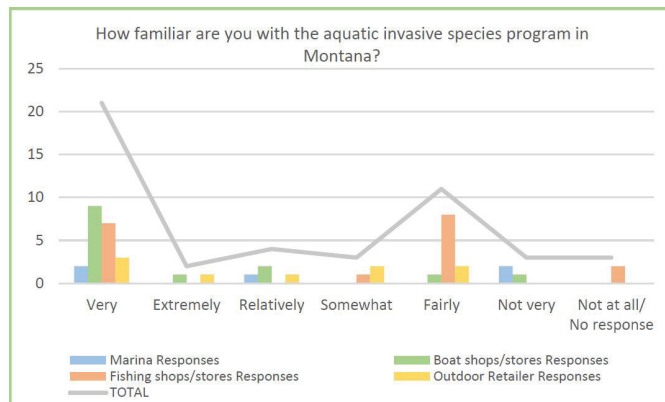 How familiar are you with the aquatic invasive species program in
Montana?
25
20
15
10
5
0
Very
Extremely
Relatively
Somewhat
Fairly
Not very
Not at all/
No response
Marina Responses
Boat shops/stores Responses
Fishing shops/stores Responses
Outdoor Retailer Responses
TOTAL